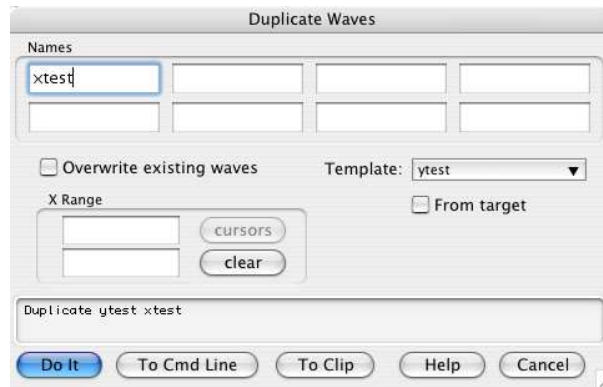 Duplicate Waves
Names
xtest
Overwrite existing waves
Template: ytest
X Range
From target
cursors
clear
Duplicate ytest xtest
Do It To Cmd Line To Clip Help Cancel